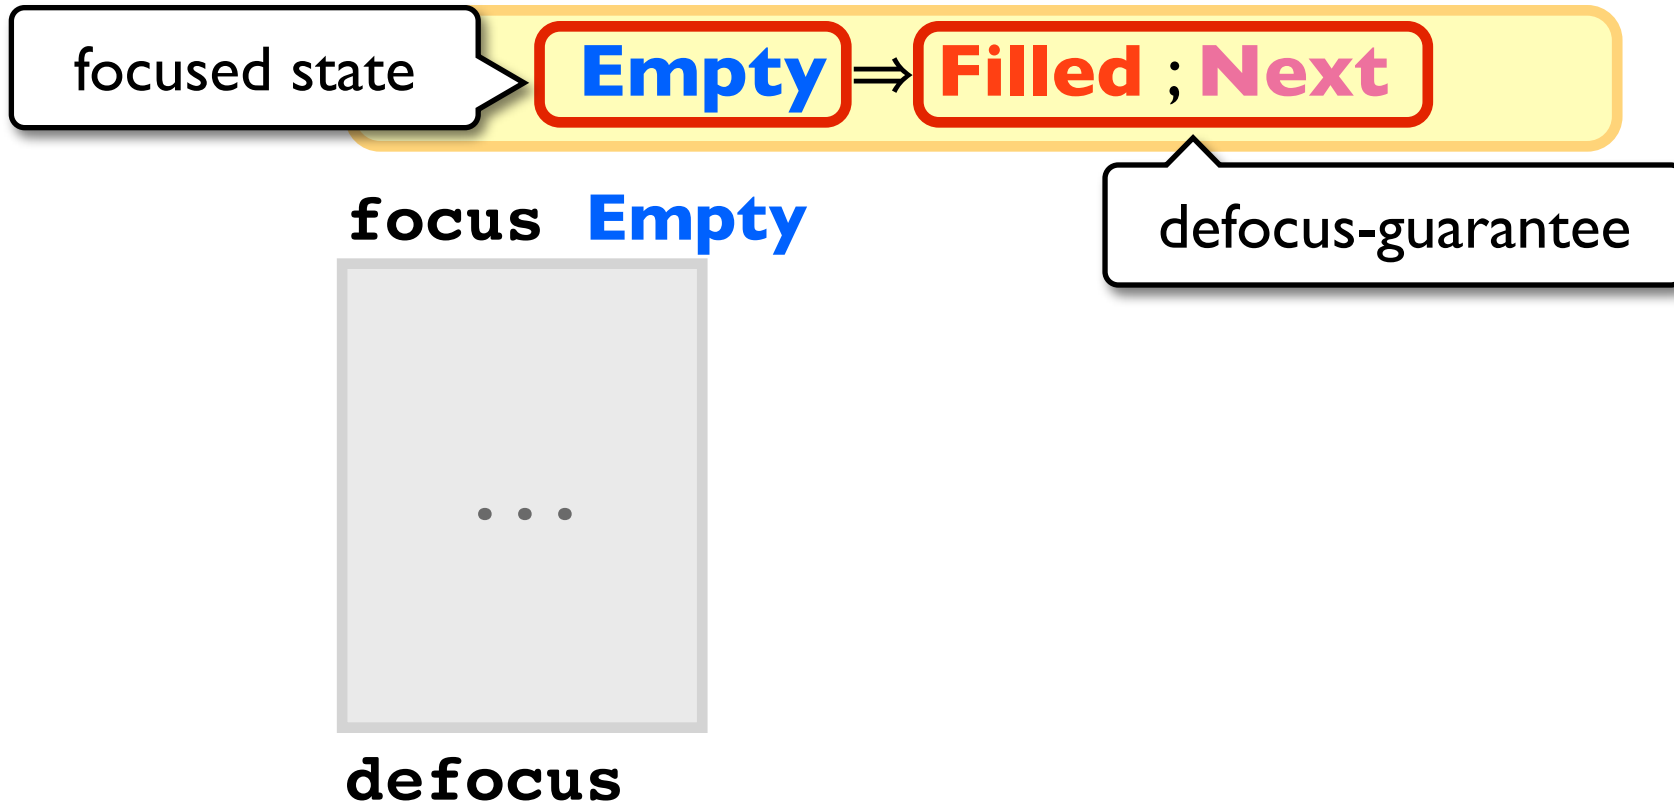 focused state
Empty ⇒ Filled ; Next
defocus-guarantee
focus Empty
...
defocus